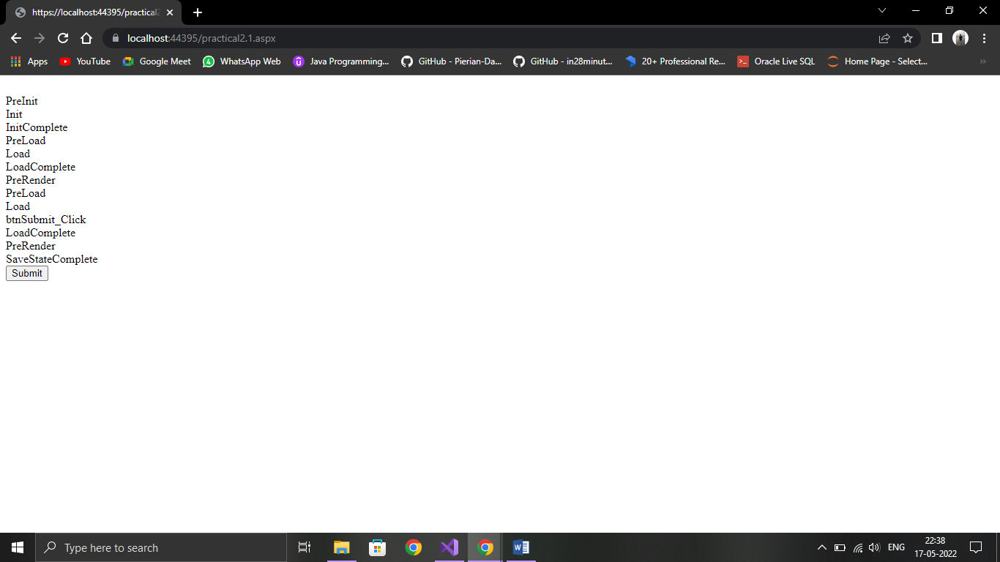 https://localhost:44395/practical2
localhost:44395/practical2.1.aspx
Apps
YouTube
Google Meet
4
WhatsApp Web
Java Programming...
GitHub - Pierian-Da...
GitHub - in28minut...
20+ Professional Re...
Oracle Live SQL
Home Page - Select...
PreInit
Init
InitComplete
PreLoad
Load
LoadComplete
PreRender
PreLoad
Load
btnSubmit_Click
LoadComplete
PreRender
SaveStateComplete
Submit
Type here to search
ENG
22:38
17-05-2022